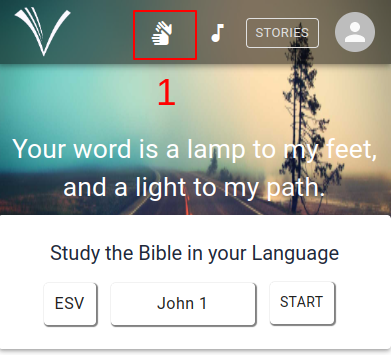 STORIES
1
Your word is a lamp to my feet,
and a light to my path.
Study the Bible in your Language
ESV
John 1
START